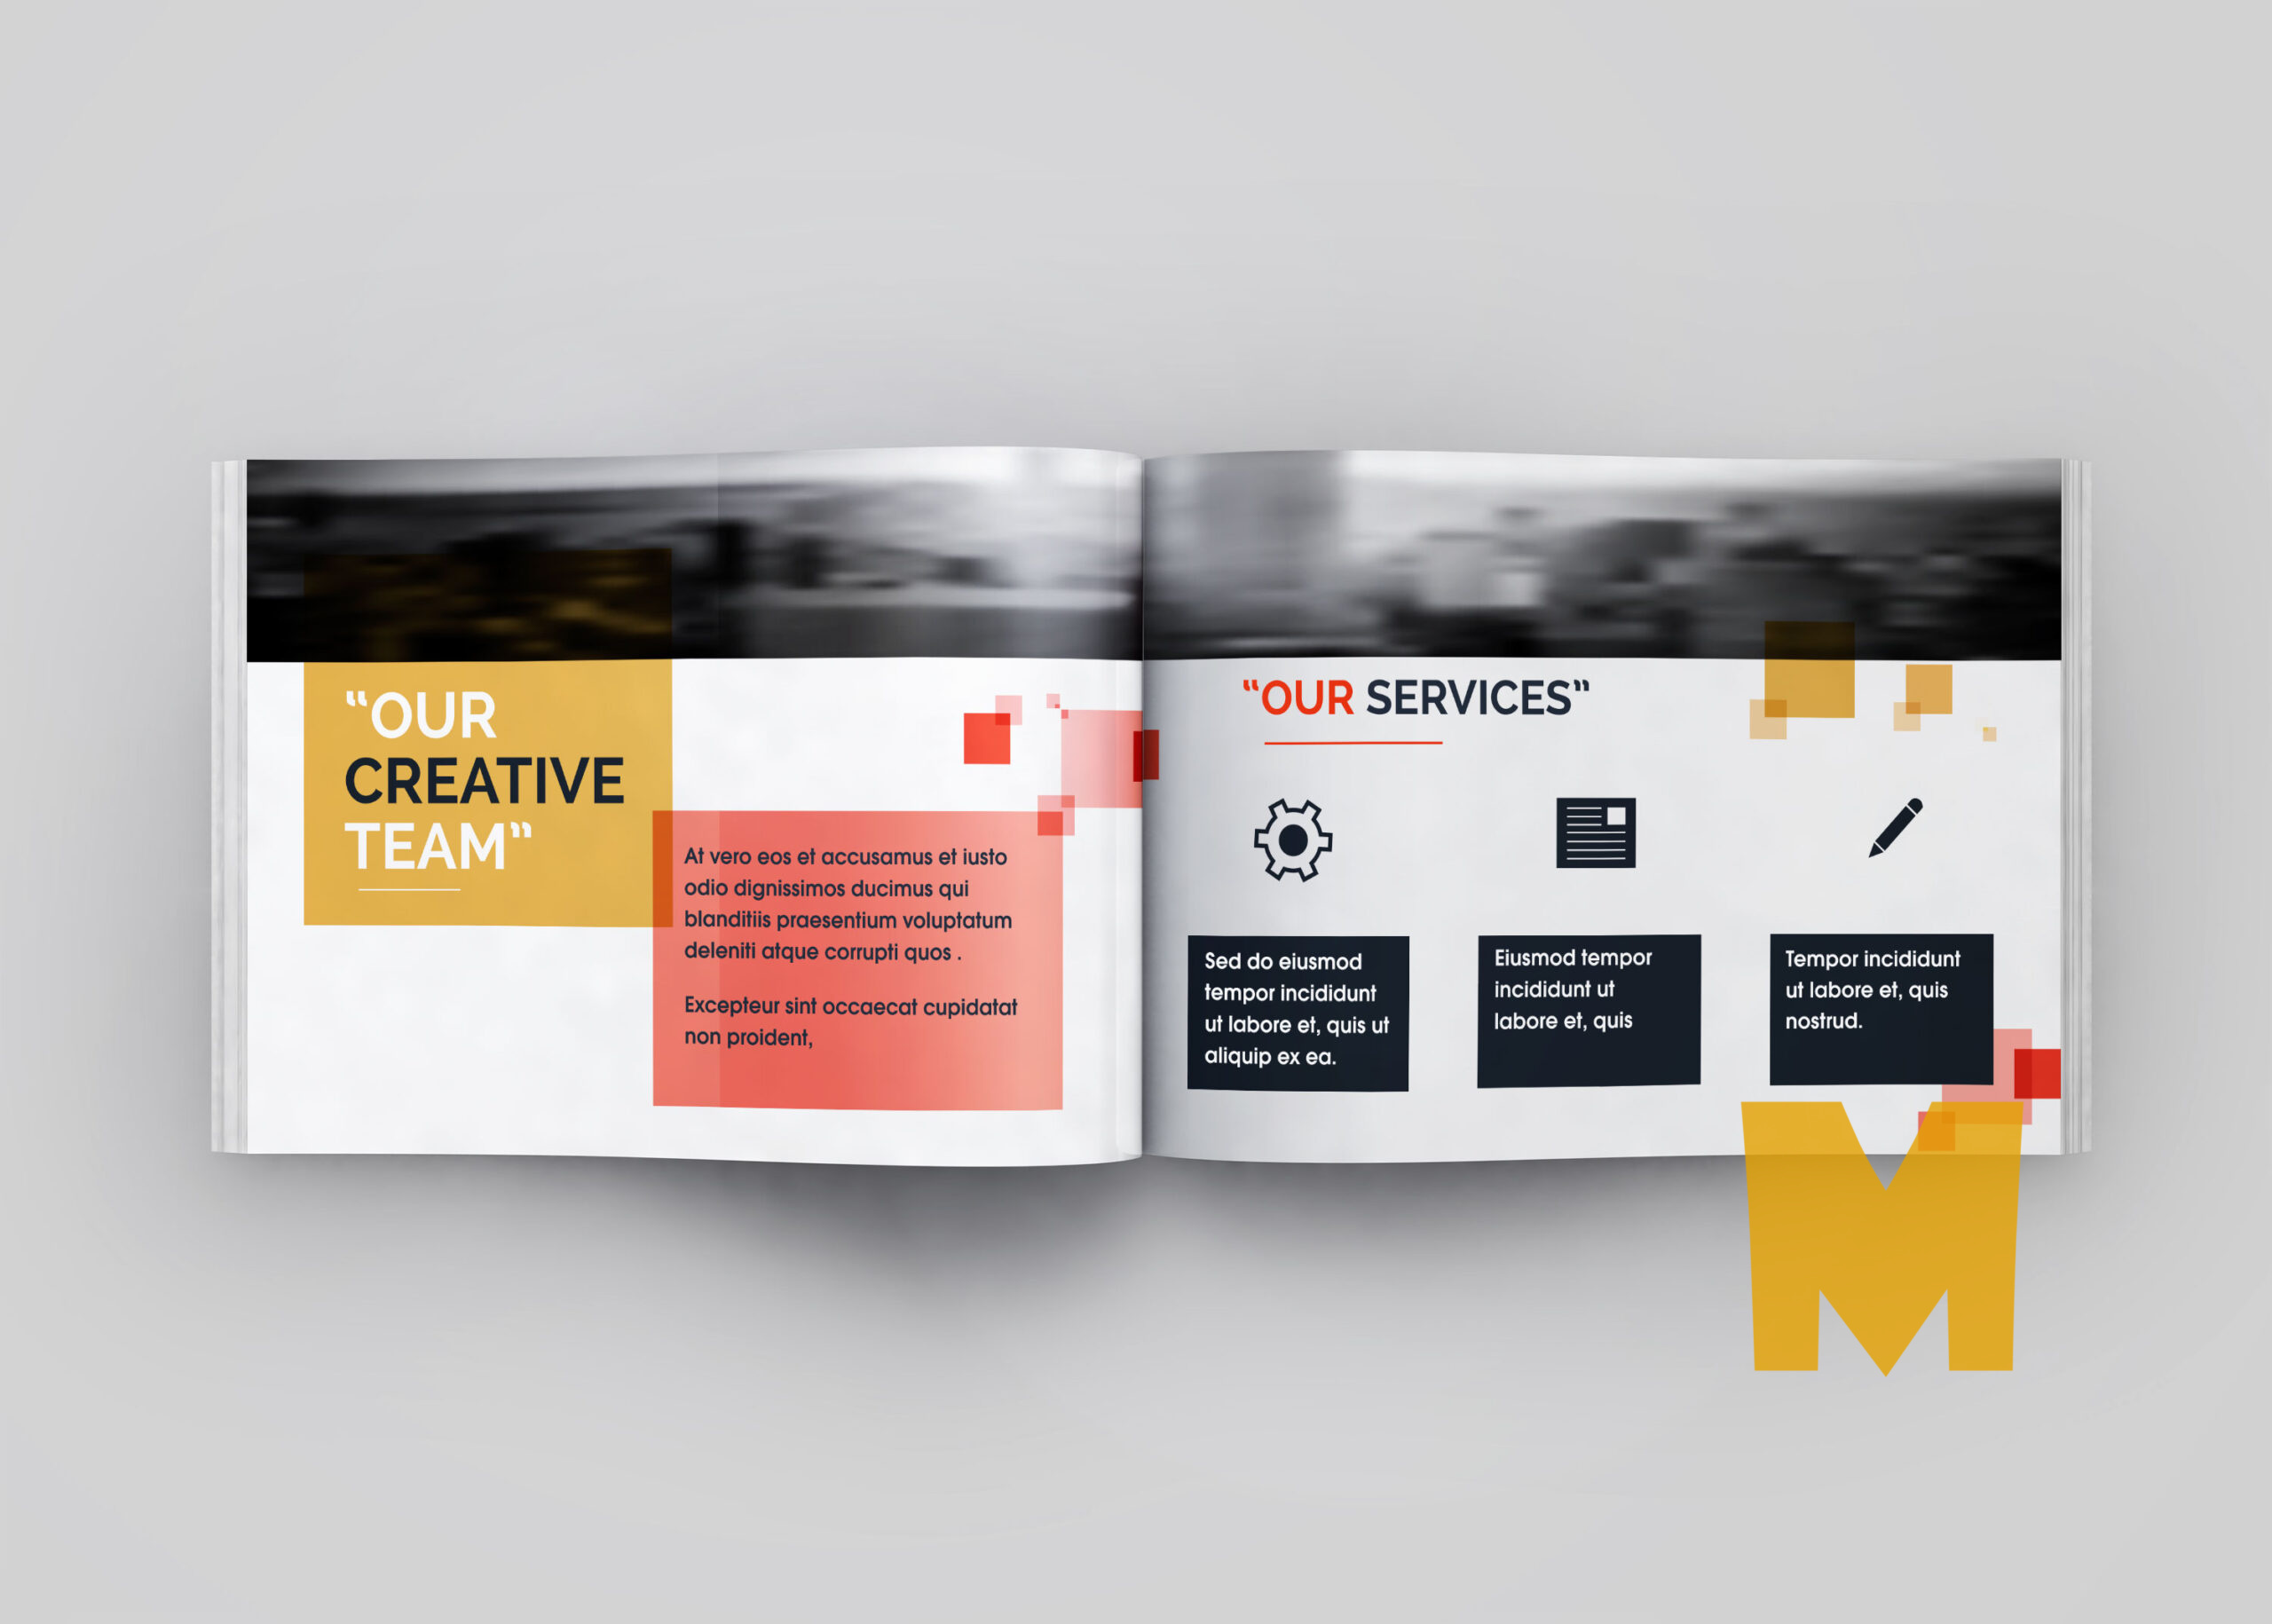 “OUR
CREATIVE
TEAM”
At vero eos et accusamus et iusto
odio dignissimos ducimus qui
blanditiis praesentium voluptatum
deleniti atque corrupti quos .
Excepteur sint occaecat cupidatat
non proident,
“OUR SERVICES”
Sed do eiusmod
tempor incididunt
ut labore et, quis ut
aliquip ex ea.
Eiusmod tempor
incididunt ut
labore et, quis
Tempor incididunt
ut labore et, quis
nostrud.
M